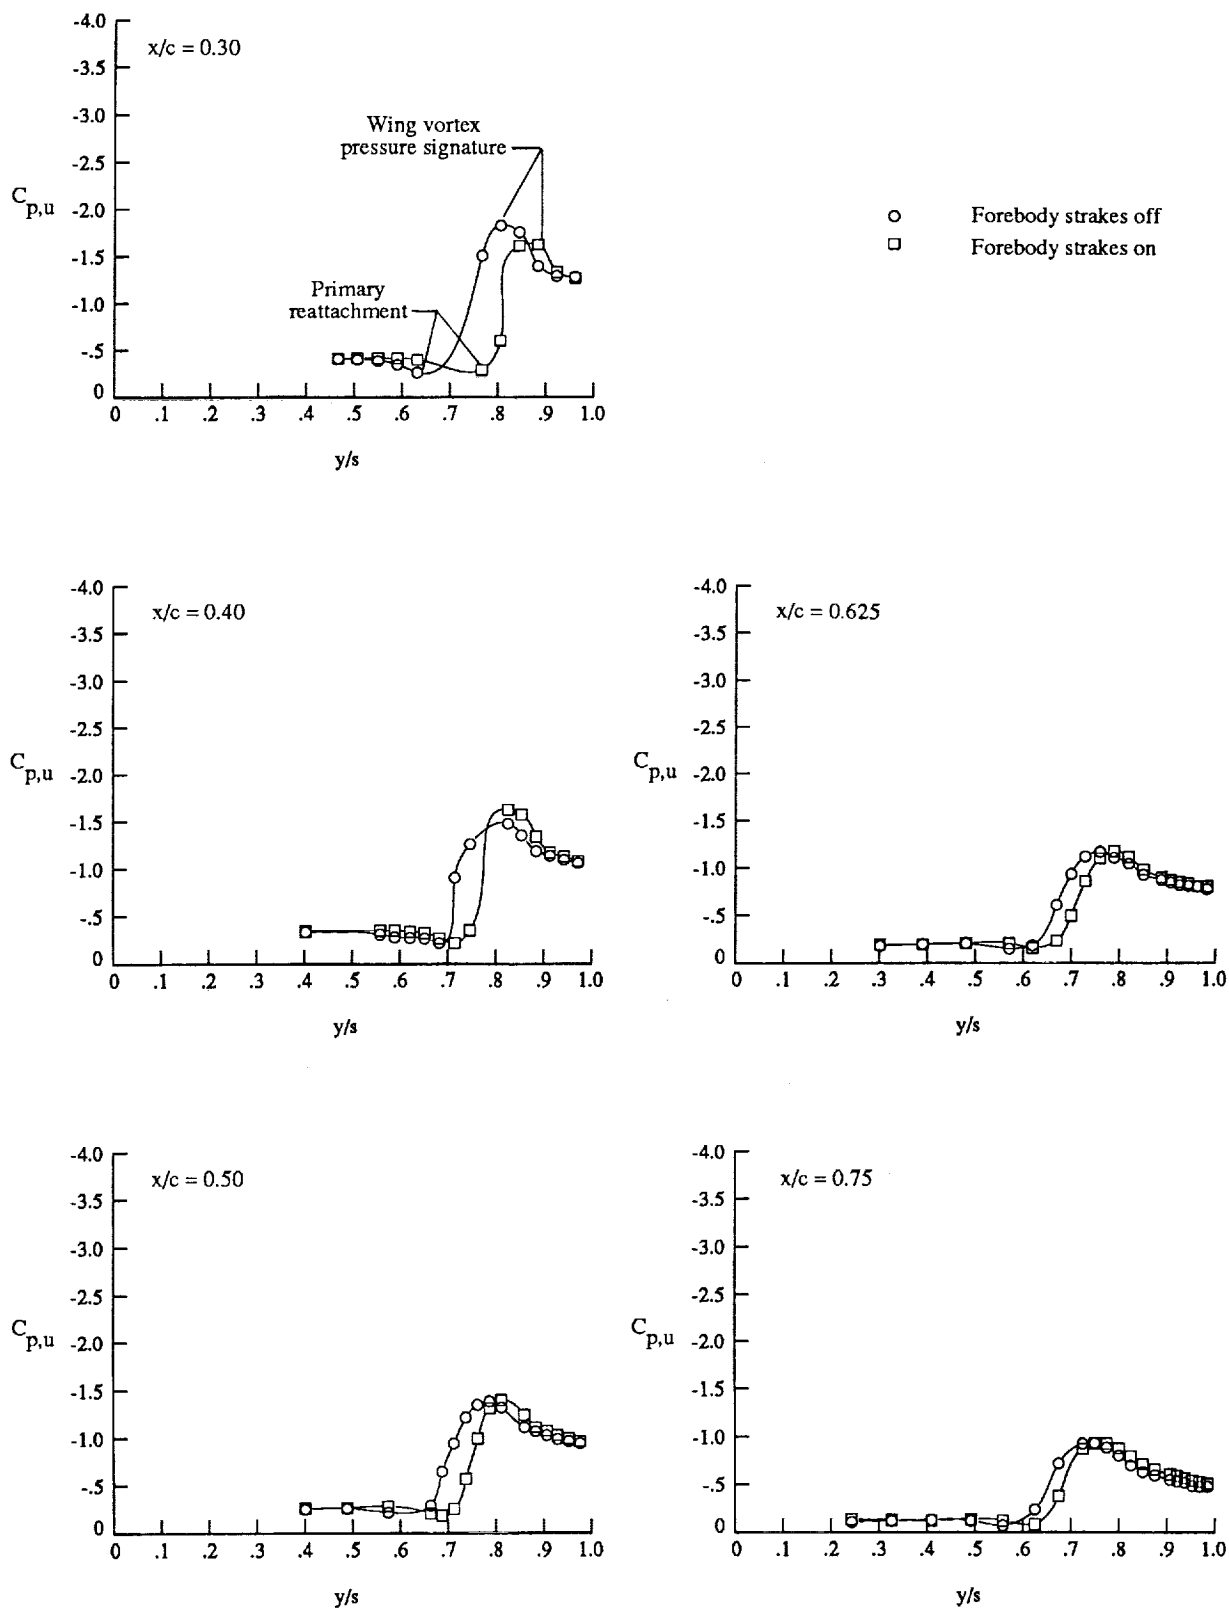 x/c = 0.30
-4.0
-3.5
-3.0
-2.5
-2.0
-1.5
-1.0
-.5
0
C_{p,u}
Wing vortex
pressure signature
Primary
reattachment
0 .1 .2 .3 .4 .5 .6 .7 .8 .9 1.0
y/s
Forebody strakes off
Forebody strakes on
x/c = 0.40
-4.0
-3.5
-3.0
-2.5
-2.0
-1.5
-1.0
-.5
0
C_{p,u}
0 .1 .2 .3 .4 .5 .6 .7 .8 .9 1.0
y/s
x/c = 0.625
-4.0
-3.5
-3.0
-2.5
-2.0
-1.5
-1.0
-.5
0
C_{p,u}
0 .1 .2 .3 .4 .5 .6 .7 .8 .9 1.0
y/s
x/c = 0.50
-4.0
-3.5
-3.0
-2.5
-2.0
-1.5
-1.0
-.5
0
C_{p,u}
0 .1 .2 .3 .4 .5 .6 .7 .8 .9 1.0
y/s
x/c = 0.75
-4.0
-3.5
-3.0
-2.5
-2.0
-1.5
-1.0
-.5
0
C_{p,u}
0 .1 .2 .3 .4 .5 .6 .7 .8 .9 1.0
y/s